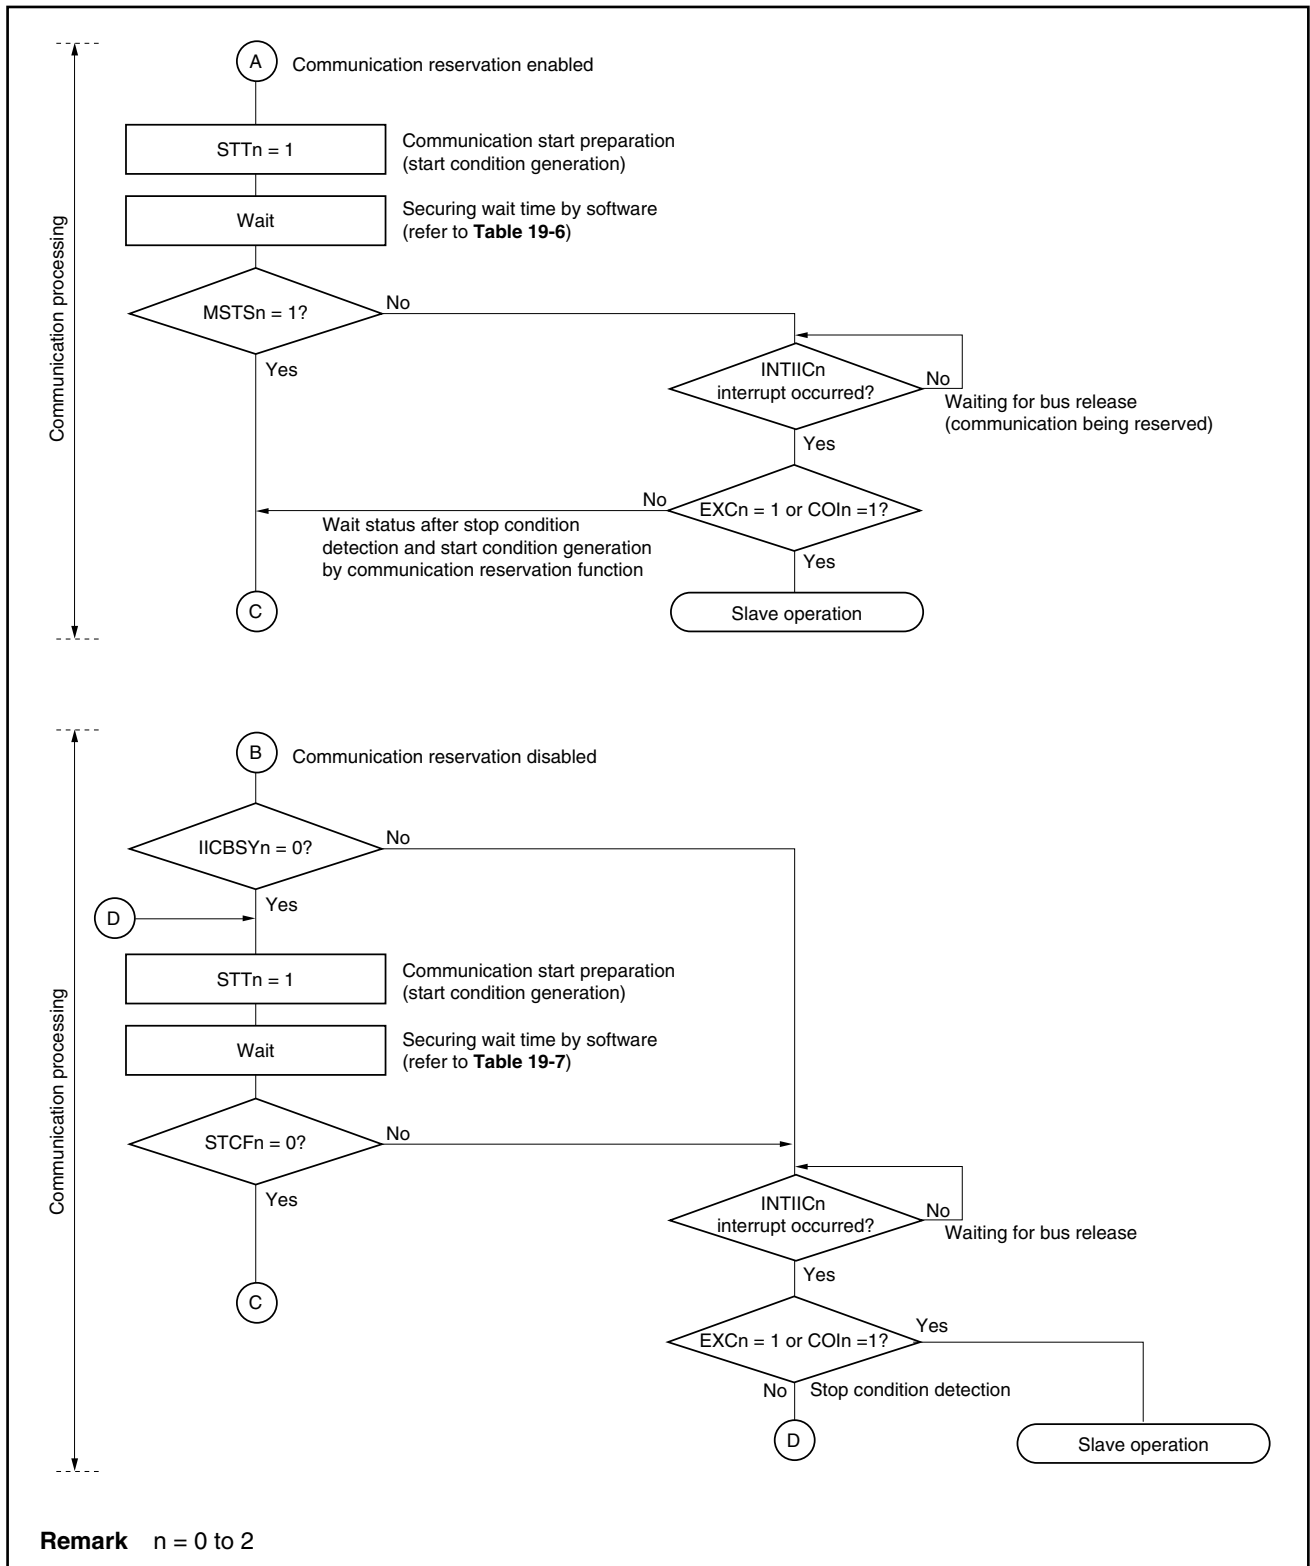 A Communication reservation enabled
STTn = 1
Communication start preparation
(start condition generation)
Wait
Securing wait time by software
(refer to Table 19-6)
Communication processing
MSTSn = 1?
No
Yes
INTIICn
interrupt occurred?
No
Waiting for bus release
(communication being reserved)
Yes
EXCn = 1 or COIn =1?
No
Wait status after stop condition
detection and start condition generation
by communication reservation function
Yes
C
Slave operation
B Communication reservation disabled
IICBSYn = 0?
No
Yes
D
STTn = 1
Communication start preparation
(start condition generation)
Wait
Securing wait time by software
(refer to Table 19-7)
Communication processing
STCFn = 0?
No
Yes
INTIICn
interrupt occurred?
No
Waiting for bus release
Yes
C
EXCn = 1 or COIn =1?
Yes
No
Stop condition detection
D
Slave operation
Remark n = 0 to 2